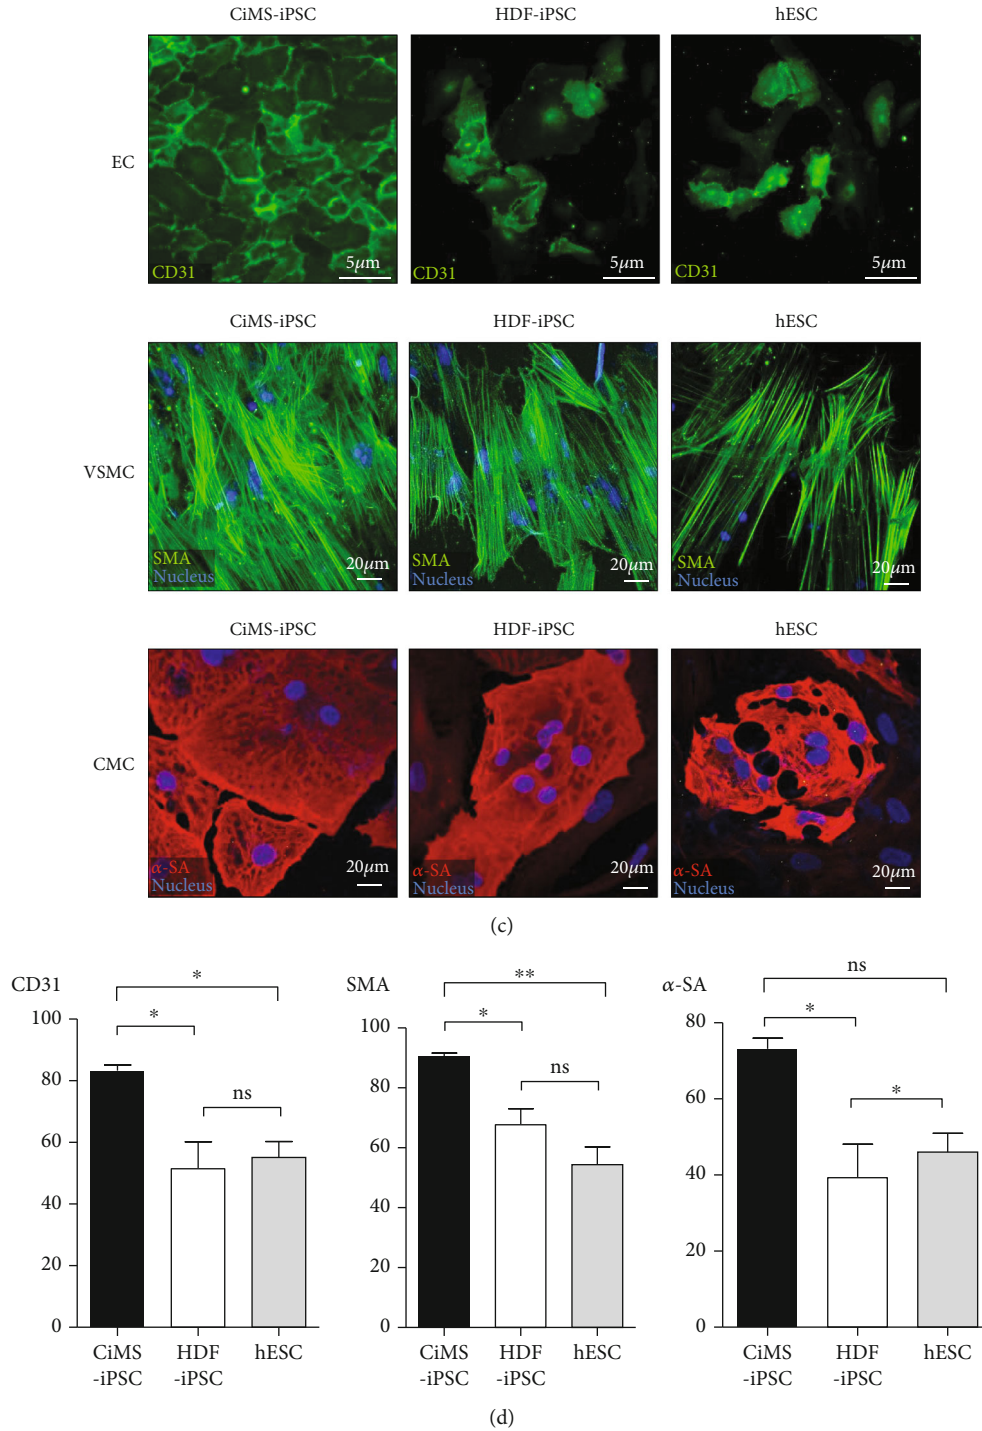 CiMS-iPSC HDF-iPSC hESC
EC
CD31 5μm CD31 5μm CD31 5μm
CiMS-iPSC HDF-iPSC hESC
VSMC
SMA SMA SMA
Nucleus 20μm Nucleus 20μm Nucleus 20μm
CiMS-iPSC HDF-iPSC hESC
CMC
α-SA α-SA α-SA
Nucleus 20μm Nucleus 20μm Nucleus 20μm
(c)
CD31
*
*
ns
100
80
60
40
20
0
CiMS HDF hESC
-iPSC -iPSC
SMA
**
*
ns
100
80
60
40
20
0
CiMS HDF hESC
-iPSC -iPSC
α-SA
ns
*
*
80
60
40
20
0
CiMS HDF hESC
-iPSC -iPSC
(d)